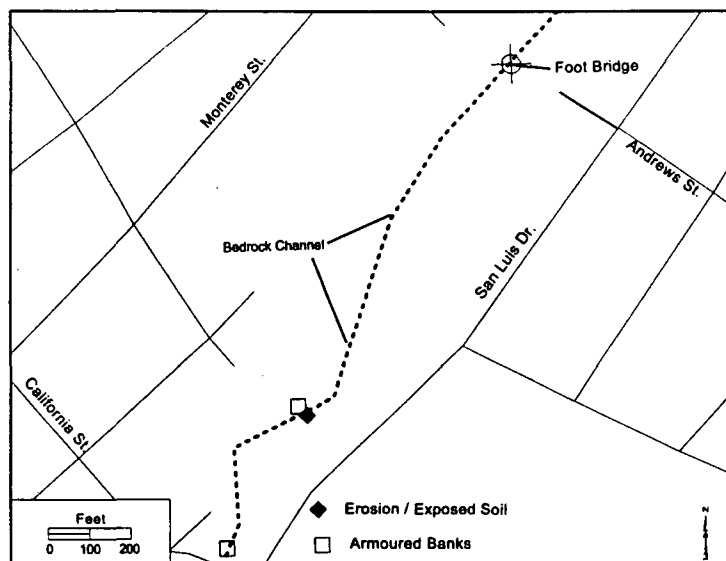 Monterey St.
Foot Bridge
Andrews St.
San Luis Dr.
Bedrock Channel
California St.
Erosion / Exposed Soil
Armoured Banks
Feet
0 100 200
N